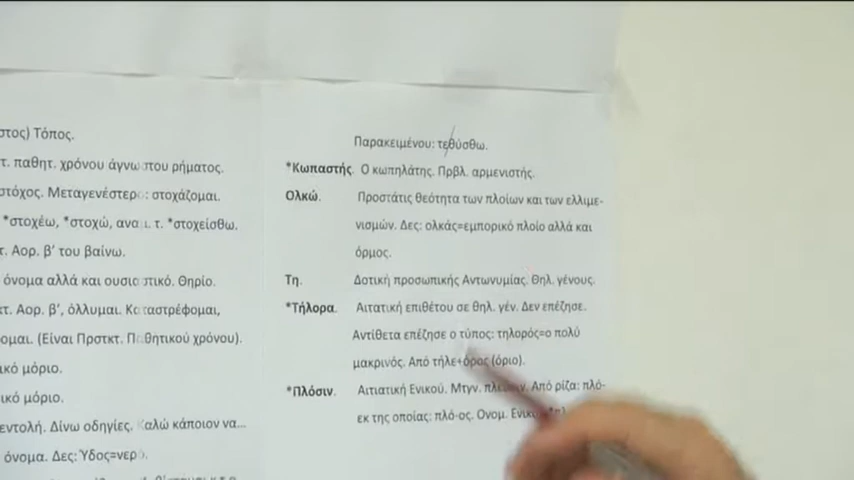 στος) Τόπος.
τ. παθητ. χρόνου άγνωστου ρήματος.
στόχος. Μεταγενέστερο: στοχάζομαι.
*στοχέω, *στοχώ, *στοχείσθω.
τ. Αορ. β' του βαίνω.
όνομα αλλά και ουσιαστικό. Θηρίο.
κτ. Αορ. β', όλλυμαι. Καταστρέφομαι,
ομαι. (Είναι Πρστκτ. Παθητικού χρόνου).
ικό μόριο.
ικό μόριο.
εντολή. Δίνω οδηγίες. Καλώ κάποιον να...
όνομα. Δες: Ύδος=νερό.
Παρακειμένου: τεθύσθω.
*Κωπαστής. Ο κωπηλάτης. Πρβλ. αρμενιστής.
Ολκώ. Προστάτις θεότητα των πλοίων και των ελλιμε-
νισμών. Δες: ολκάς=εμπορικό πλοίο αλλά και
όρμος.
Τη. Δοτική προσωπικής Αντωνυμίας. Θηλ. γένους.
*Τήλορα. Αιτατική επιθέτου σε θηλ. γέν. Δεν επέζησε.
Αντίθετα επέζησε ο τύπος: τηλορός=ο πολύ
μακρινός. Από τήλε+όρος (όριο).
*Πλόσιν. Αιτιατική Ενικού. Μτγν. πλεύσιν. Από ρίζα: πλό-
εκ της οποίας: πλό-ος. Ονομ. Ενικού